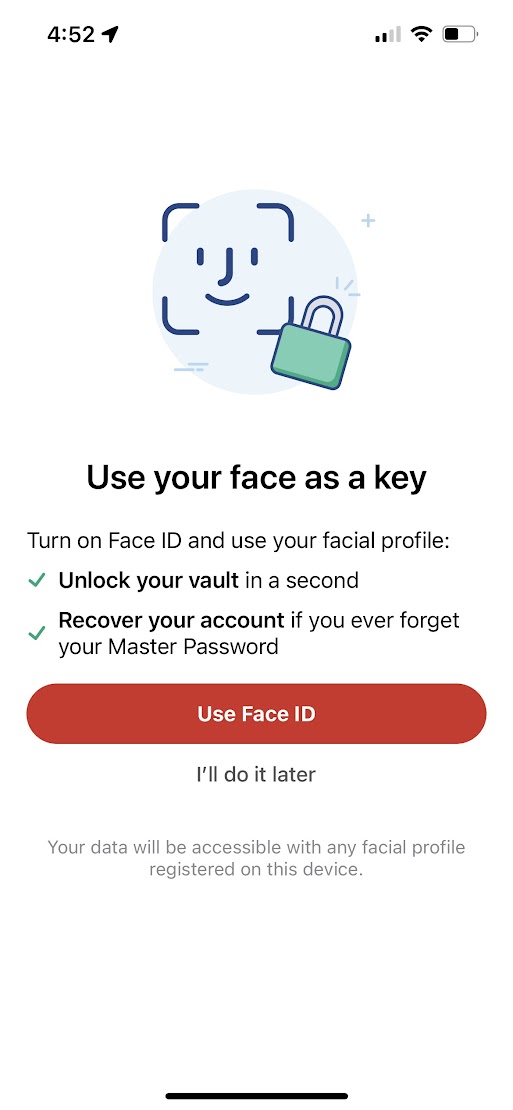 4:52
Use your face as a key
Turn on Face ID and use your facial profile:
Unlock your vault in a second
Recover your account if you ever forget
your Master Password
Use Face ID
I’ll do it later
Your data will be accessible with any facial profile
registered on this device.